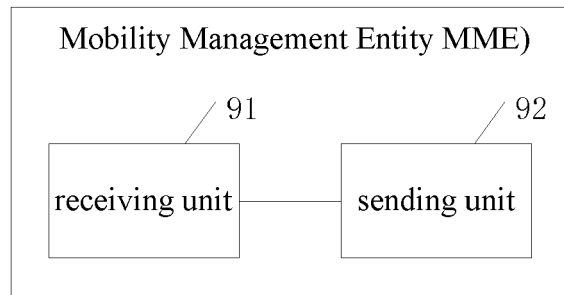 Mobility Management Entity MME)
91
92
receiving unit
sending unit